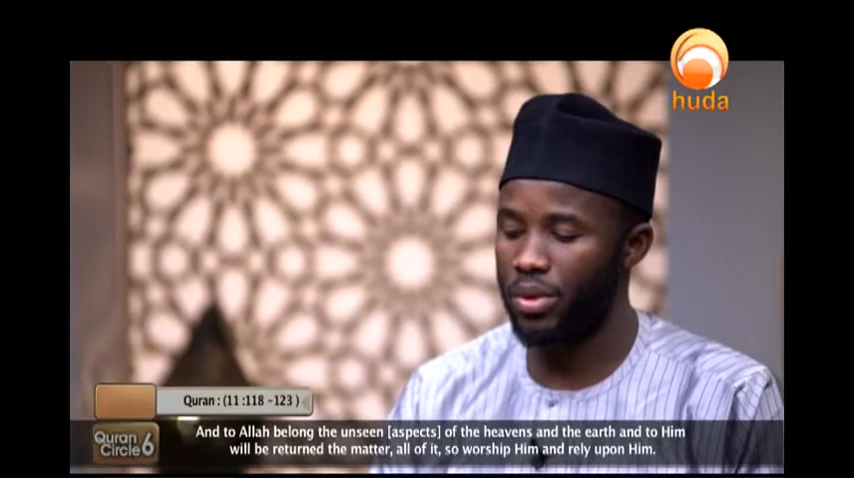 huda
Quran : (11 :118 -123 )
Quran
Circle 6
And to Allah belong the unseen [aspects] of the heavens and the earth and to Him
will be returned the matter, all of it, so worship Him and rely upon Him.